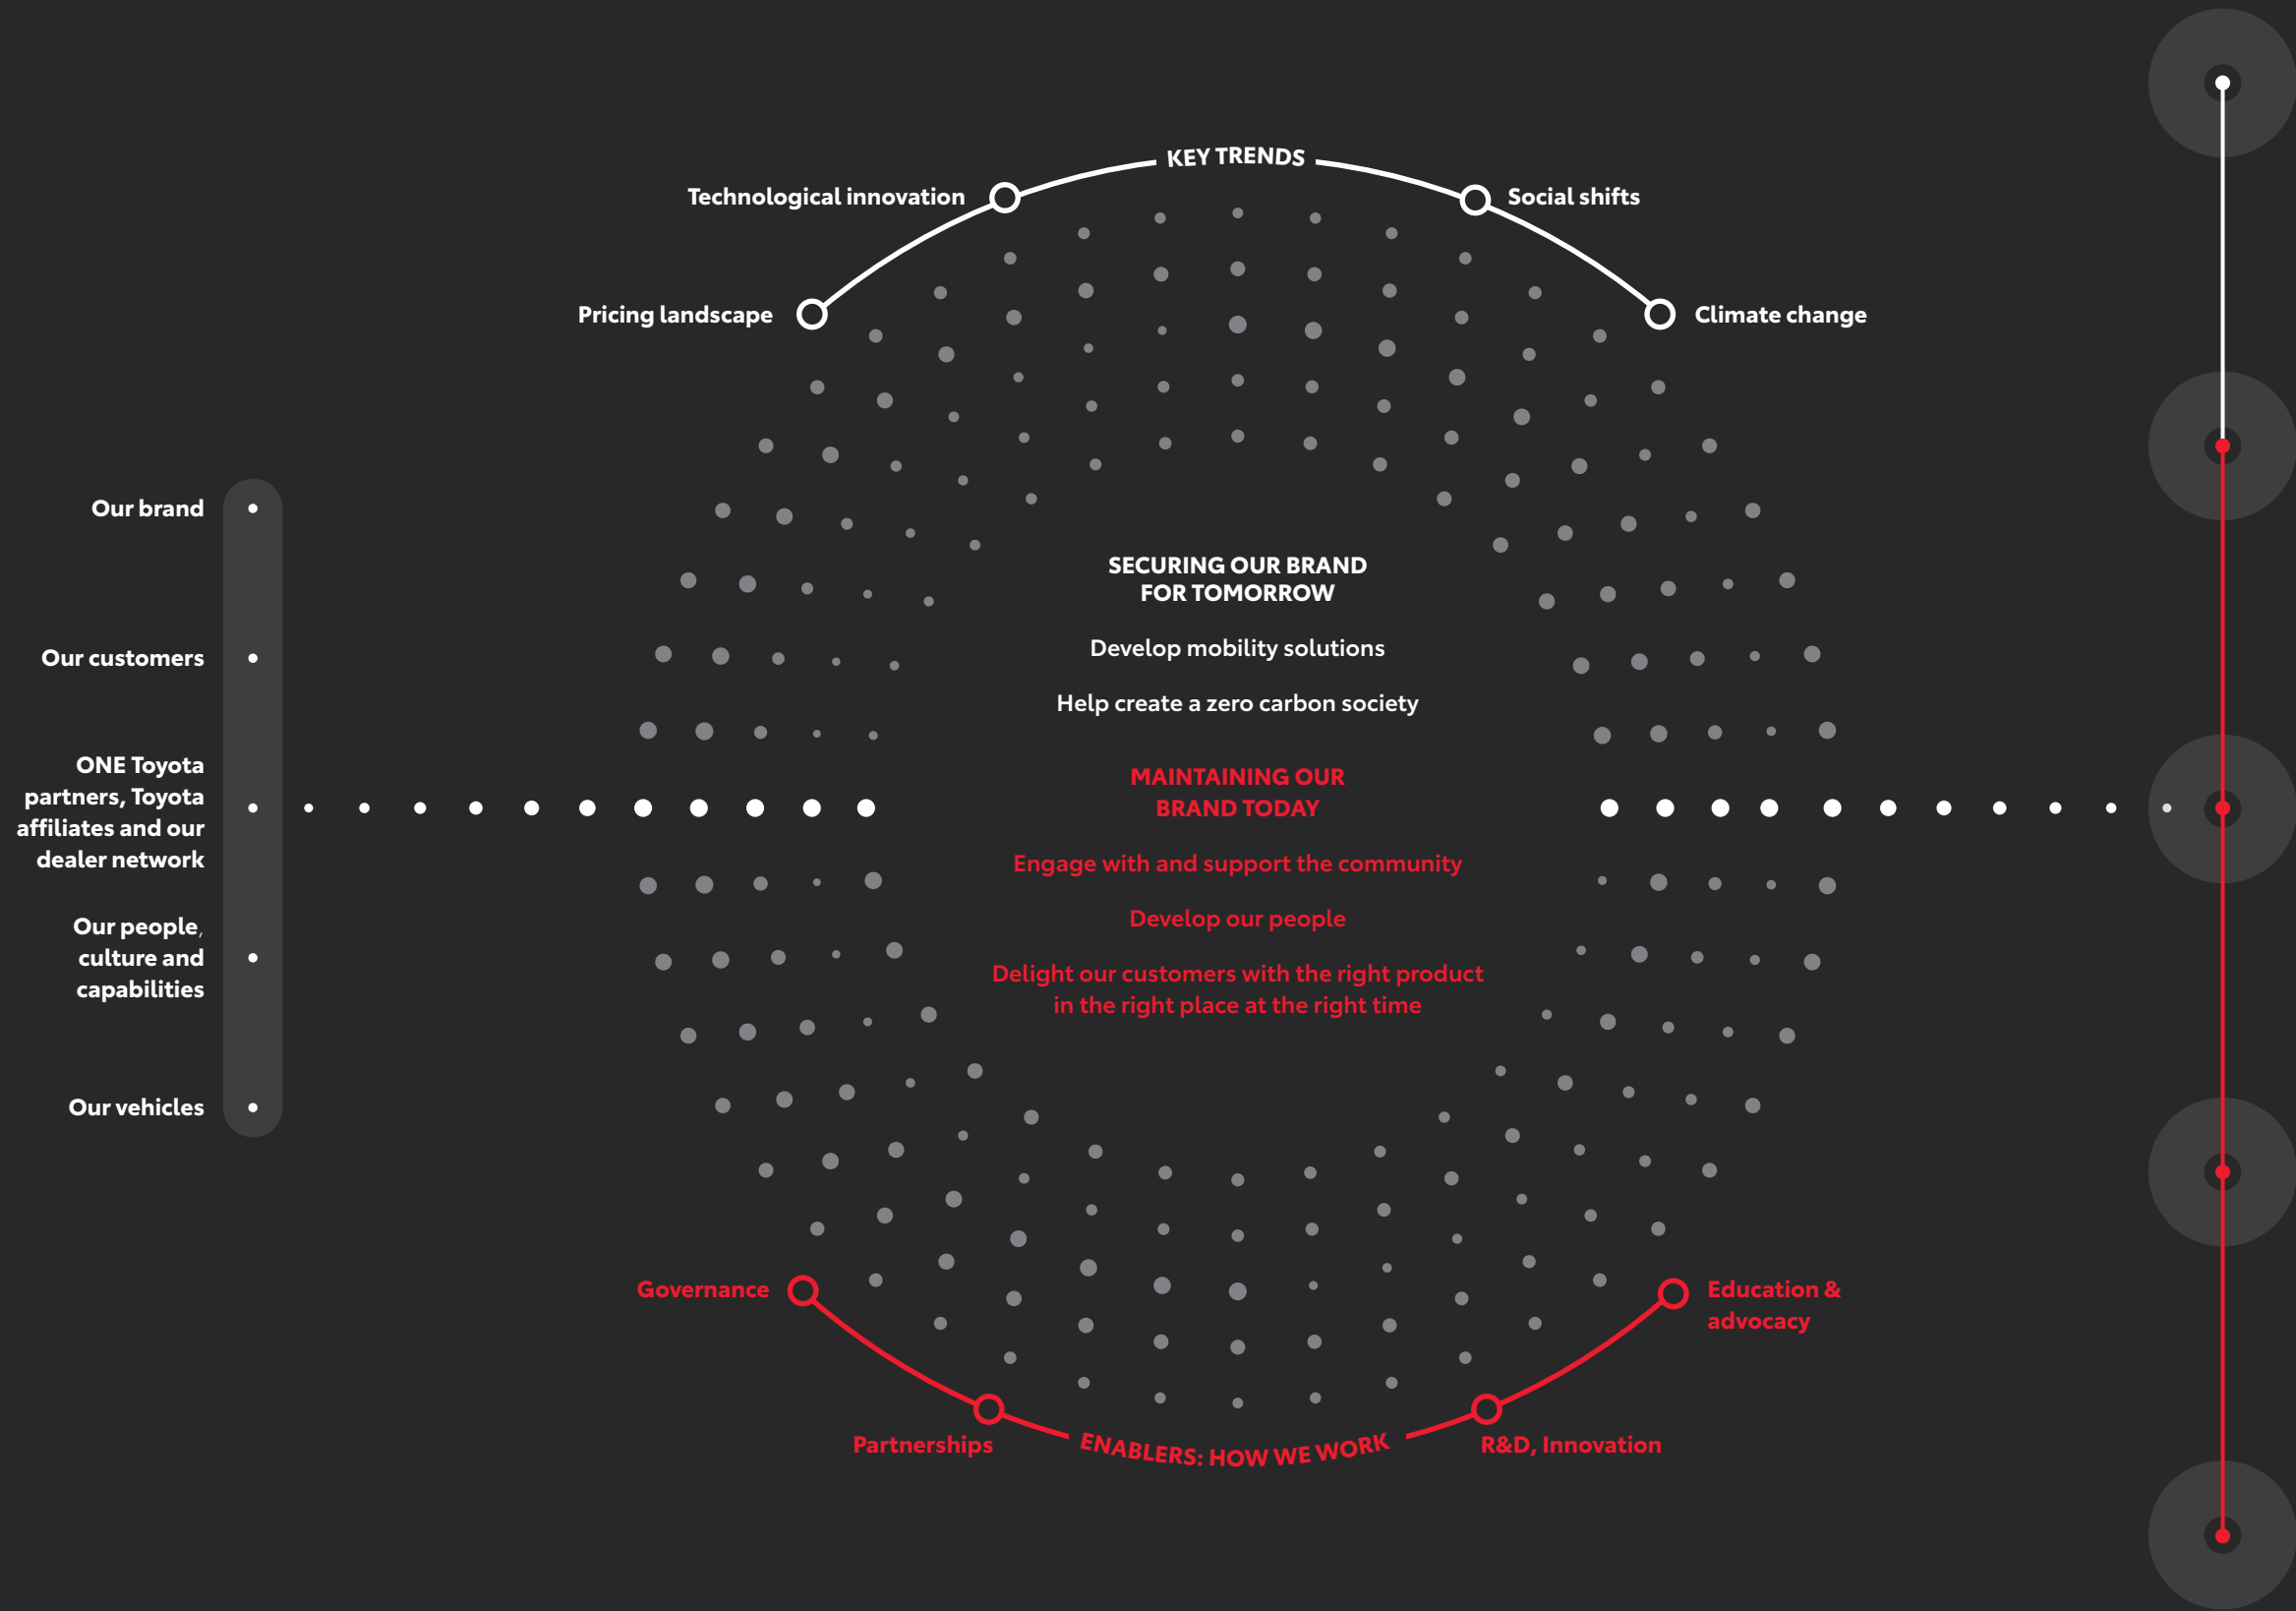 KEY TRENDS
Technological innovation
Social shifts
Pricing landscape
Climate change
Our brand
Our customers
ONE Toyota
partners, Toyota
affiliates and our
dealer network
Our people,
culture and
capabilities
Our vehicles
SECURING OUR BRAND
FOR TOMORROW
Develop mobility solutions
Help create a zero carbon society
MAINTAINING OUR
BRAND TODAY
Engage with and support the community
Develop our people
Delight our customers with the right product
in the right place at the right time
Governance
Education &
advocacy
Partnerships
R&D, Innovation
ENABLERS: HOW WE WORK